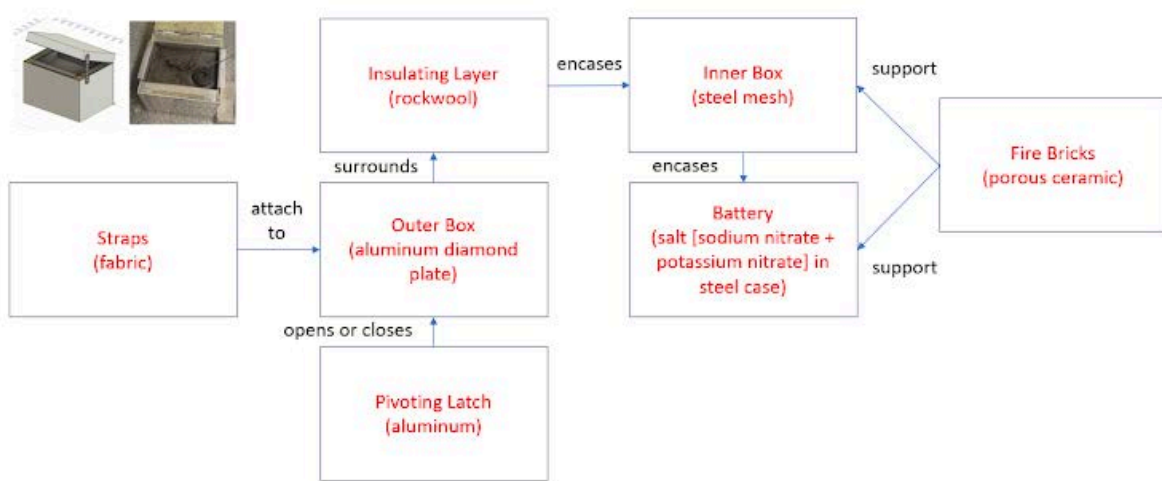 Insulating Layer
(rockwool)
encases
Inner Box
(steel mesh)
support
Fire Bricks
(porous ceramic)
surrounds
encases
Straps
(fabric)
attach
to
Outer Box
(aluminum diamond
plate)
Battery
(salt [sodium nitrate +
potassium nitrate] in
steel case)
support
opens or closes
Pivoting Latch
(aluminum)